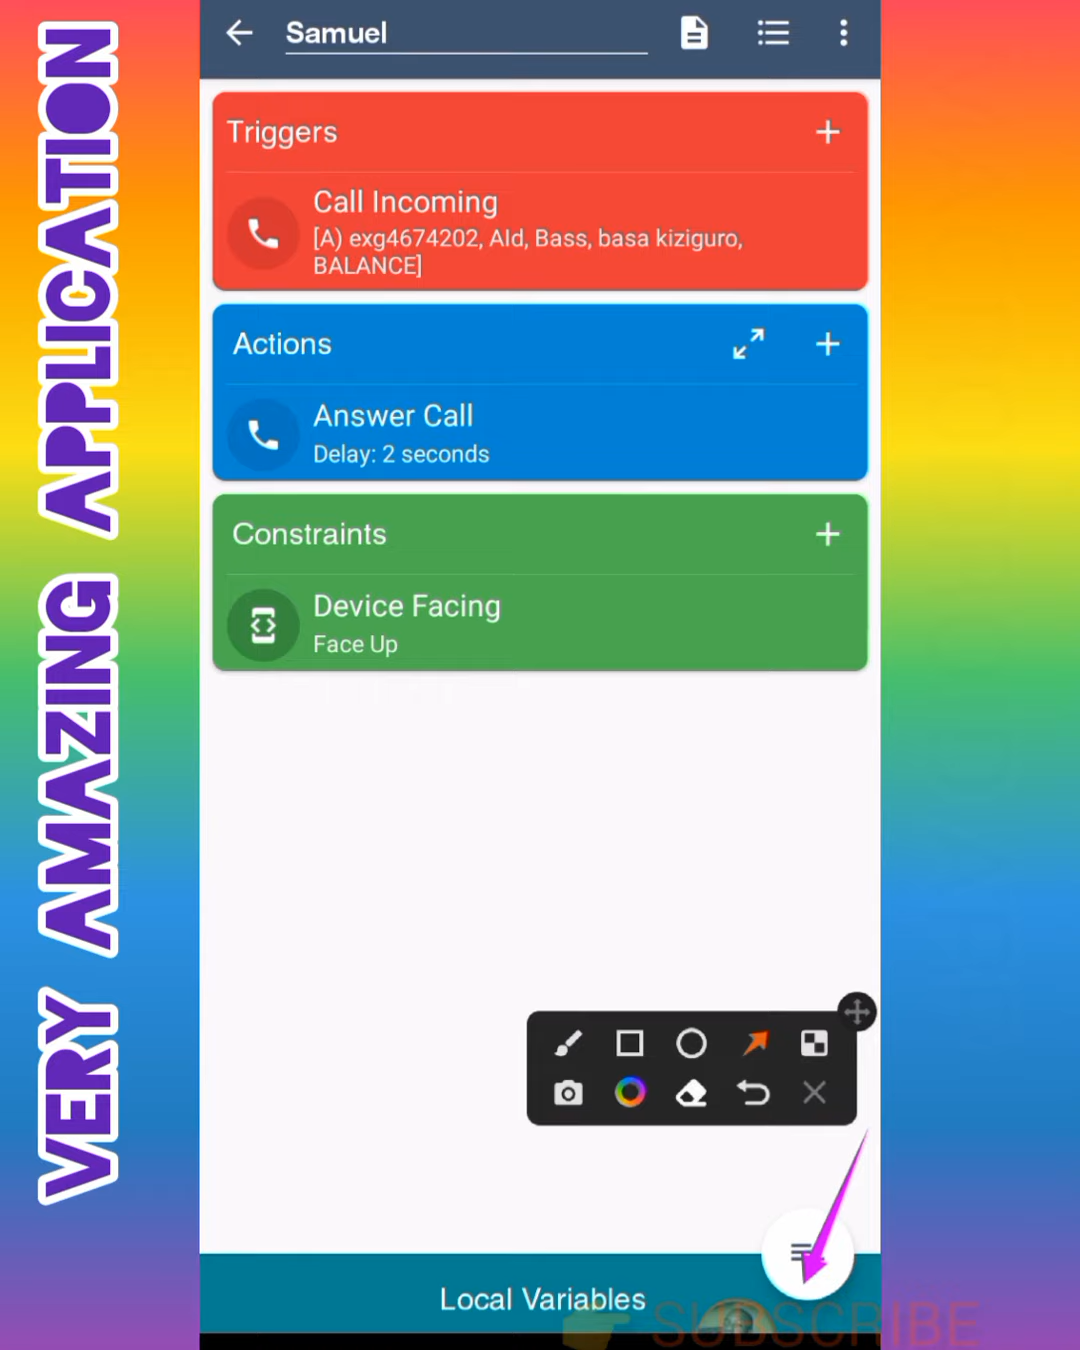 VERY AMAZING APPLICATION
Samuel
Triggers
Call Incoming
[A) exg4674202, Ald, Bass, basa kiziguro,
BALANCE]
Actions
Answer Call
Delay: 2 seconds
Constraints
Device Facing
Face Up
Local Variables
SUBSCRIBE